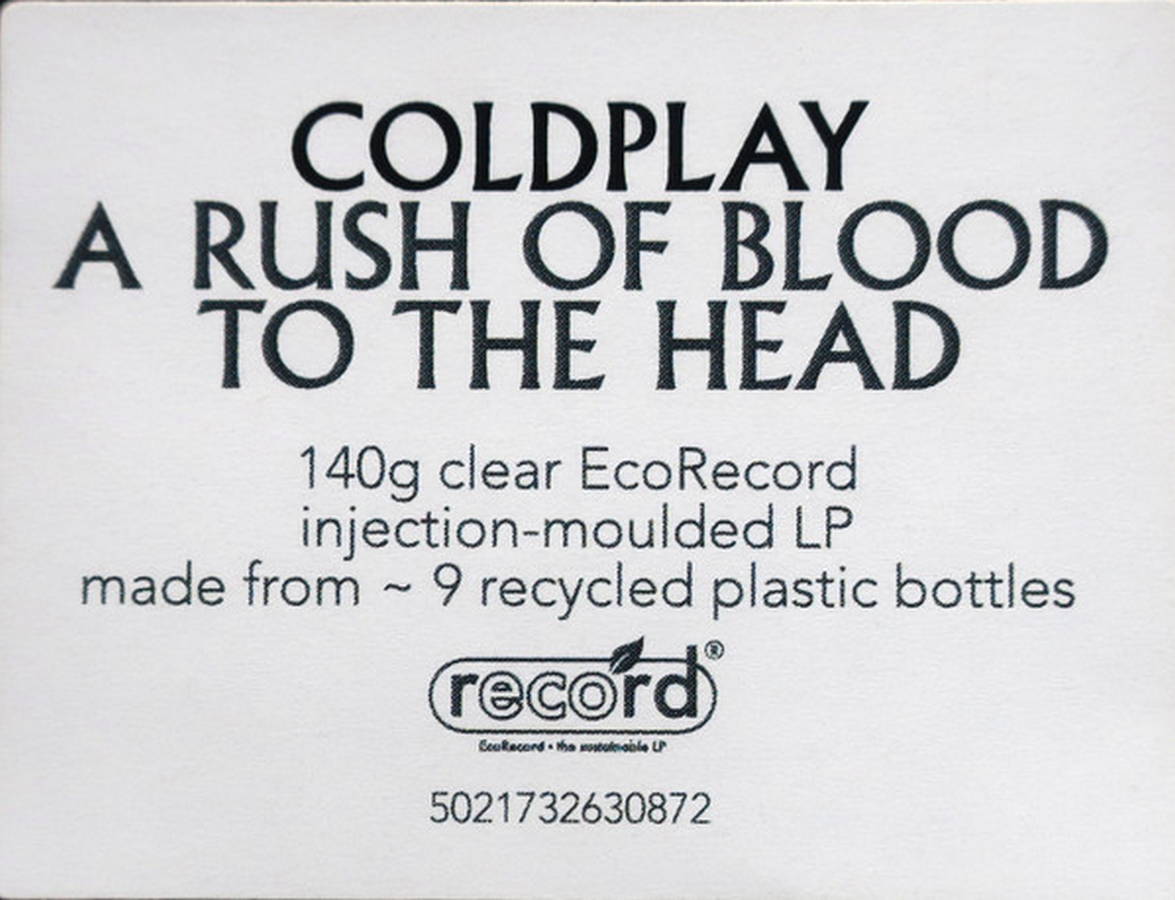 COLDPLAY
A RUSH OF BLOOD
TO THE HEAD
140g clear EcoRecord
injection-moulded LP
made from ~ 9 recycled plastic bottles
record®
EcoRecord • the sustainable LP
5021732630872